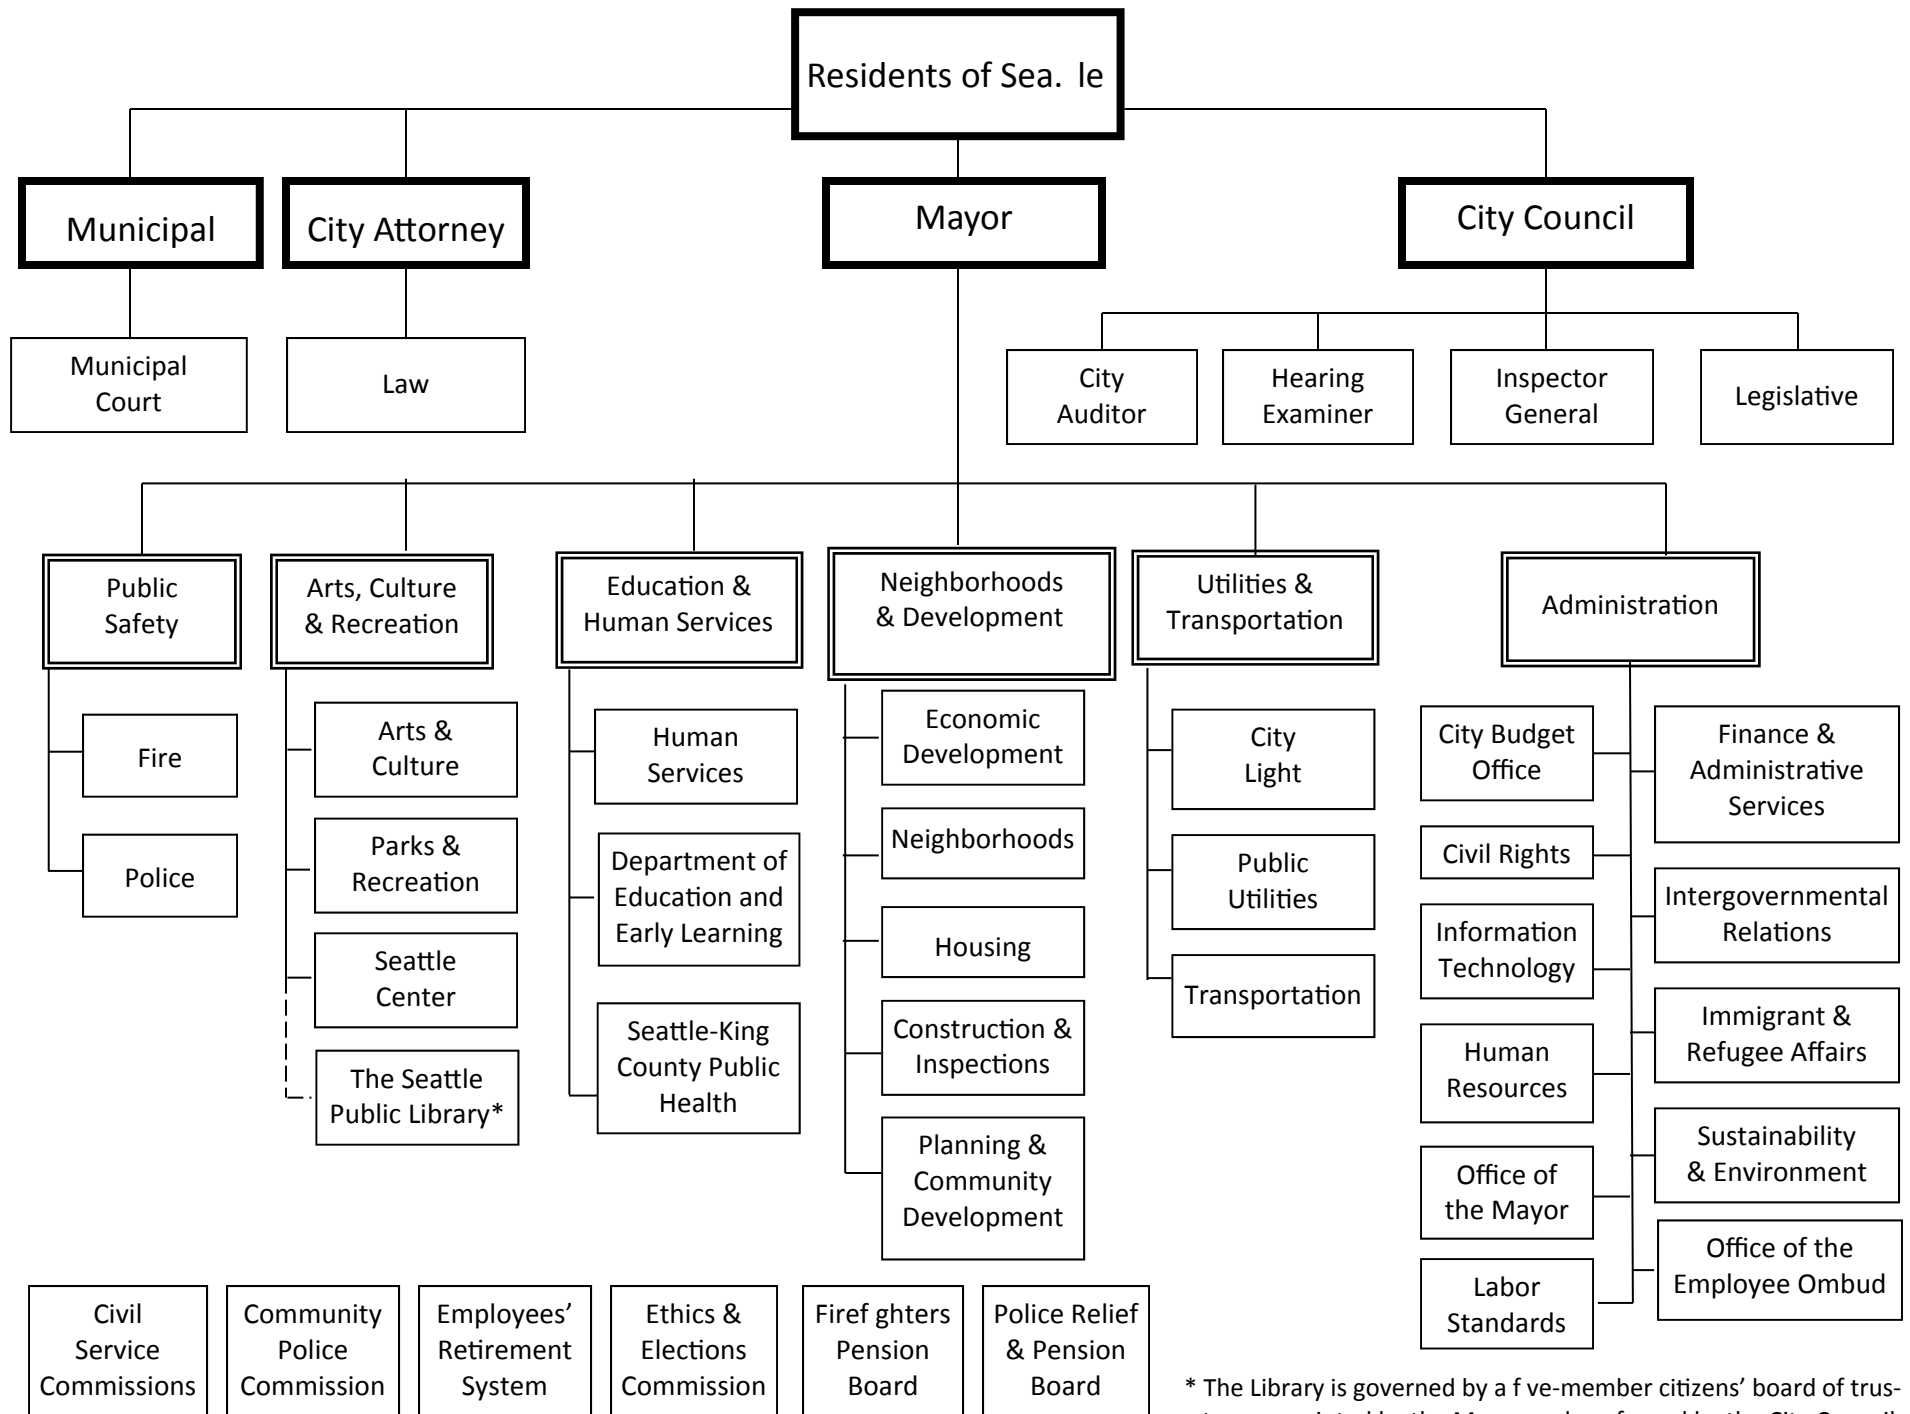 Residents of Sea. le
Municipal
City Attorney
Mayor
City Council
Municipal
Court
Law
City
Auditor
Hearing
Examiner
Inspector
General
Legislative
Public
Safety
Arts, Culture
& Recreation
Education &
Human Services
Neighborhoods
& Development
Utilities &
Transportation
Administration
Fire
Police
Arts &
Culture
Parks &
Recreation
Seattle
Center
The Seattle
Public Library*
Human
Services
Department of
Education and
Early Learning
Seattle-King
County Public
Health
Economic
Development
Neighborhoods
Housing
Construction &
Inspections
Planning &
Community
Development
City
Light
Public
Utilities
Transportation
City Budget
Office
Civil Rights
Information
Technology
Human
Resources
Office of
the Mayor
Labor
Standards
Finance &
Administrative
Services
Intergovernmental
Relations
Immigrant &
Refugee Affairs
Sustainability
& Environment
Office of the
Employee Ombud
Civil
Service
Commissions
Community
Police
Commission
Employees’
Retirement
System
Ethics &
Elections
Commission
Firef ghters
Pension
Board
Police Relief
& Pension
Board
* The Library is governed by a f ve-member citizens’ board of trus-